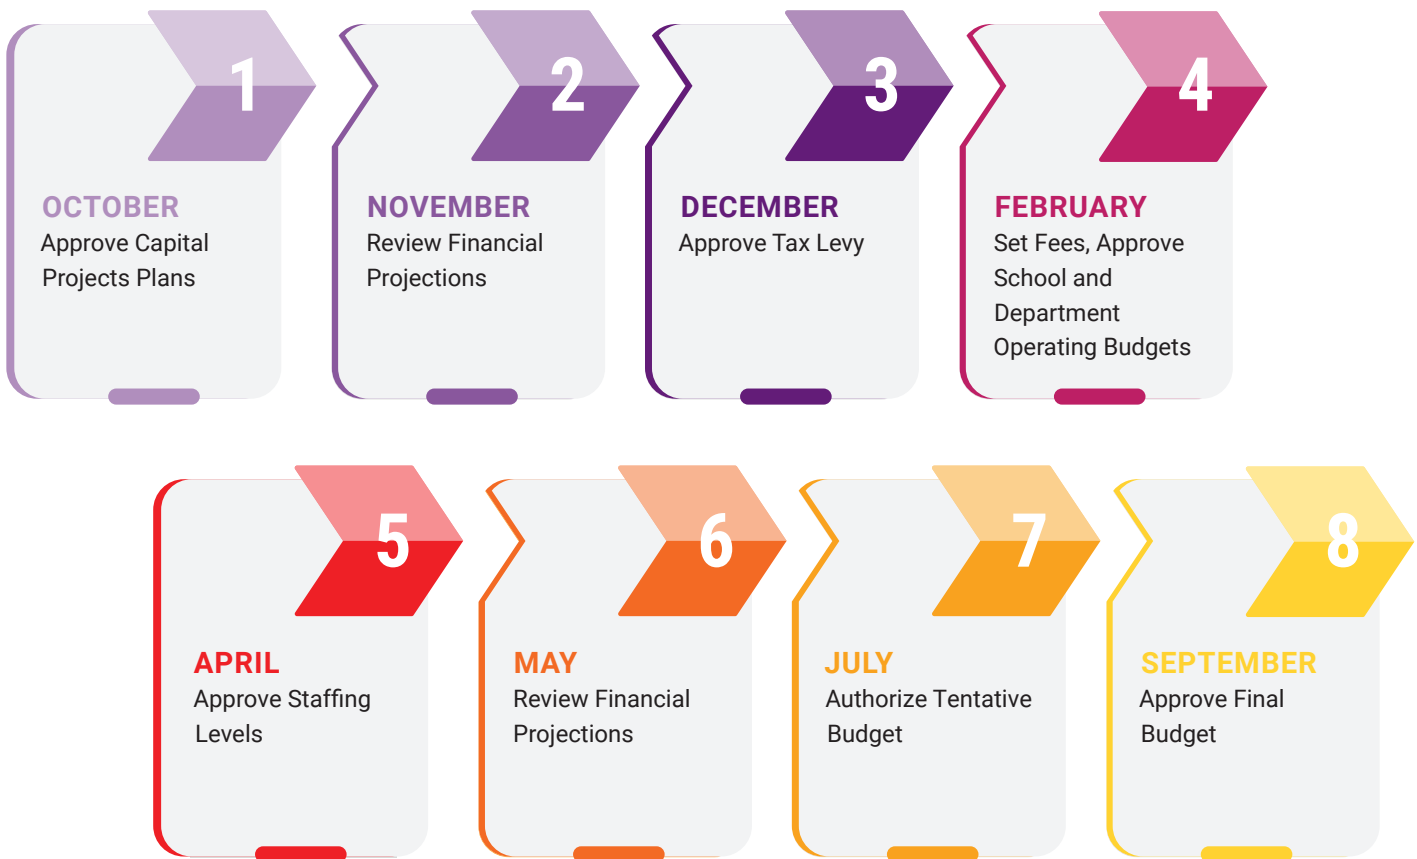 1
OCTOBER
Approve Capital
Projects Plans
2
NOVEMBER
Review Financial
Projections
3
DECEMBER
Approve Tax Levy
4
FEBRUARY
Set Fees, Approve
School and
Department
Operating Budgets
5
APRIL
Approve Staffing
Levels
6
MAY
Review Financial
Projections
7
JULY
Authorize Tentative
Budget
8
SEPTEMBER
Approve Final
Budget